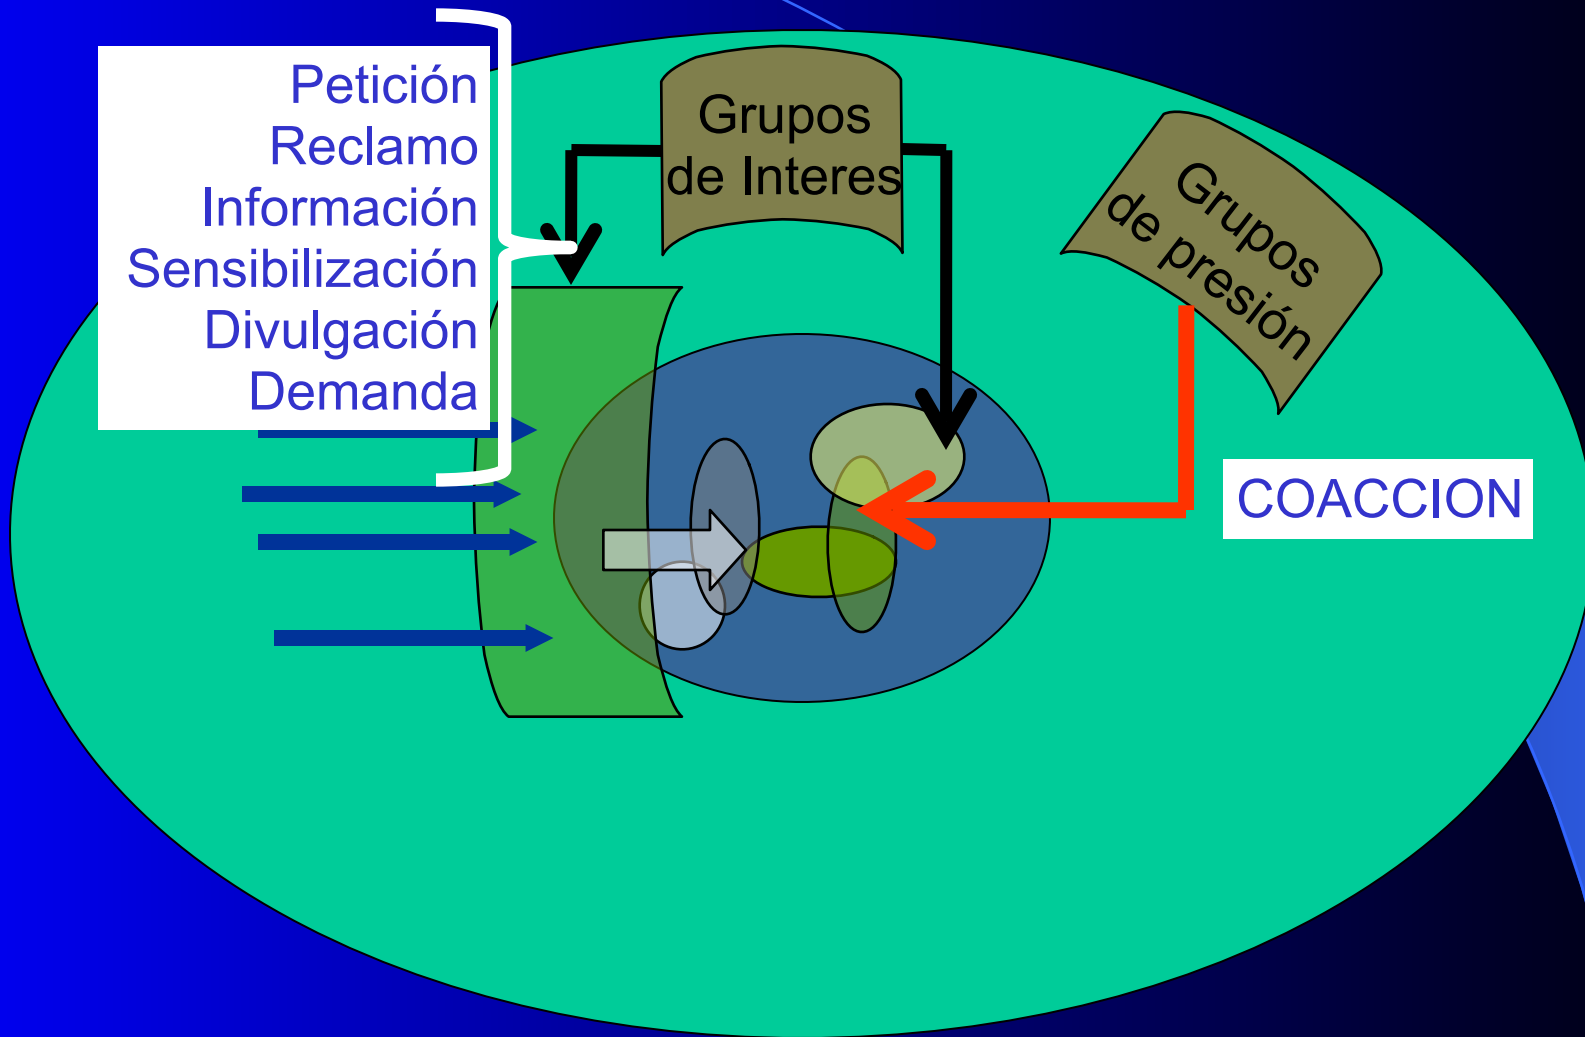 Petición
Reclamo
Información
Sensibilización
Divulgación
Demanda
Grupos
de Interes
Grupos
de presión
COACCION